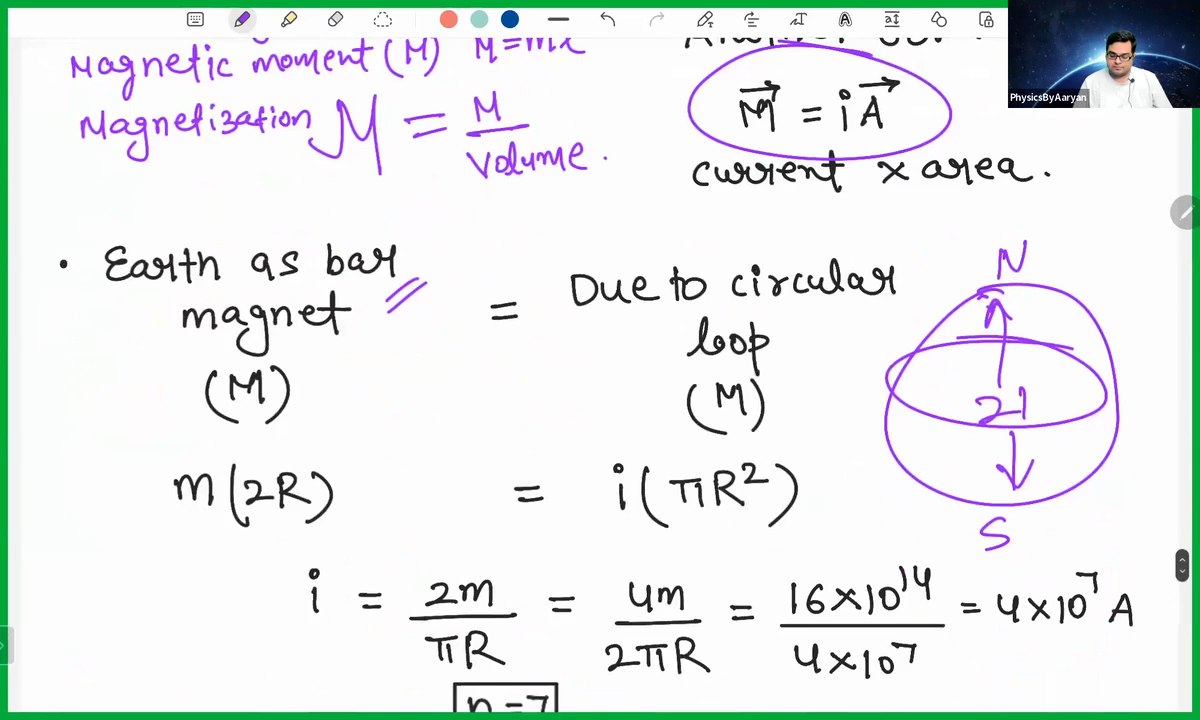 Magnetic moment (M) M = ml
Magnetization M = M / volume.
M = iA
current × area.
PhysicsByAaryan
• Earth as bar magnet (M) = Due to circular loop (M)
N
S
m(2R) = i(πR²)
i = 2m / πR = 4m / 2πR = 16×10¹⁴ / 4×10⁷ = 4×10⁷ A
n = 7